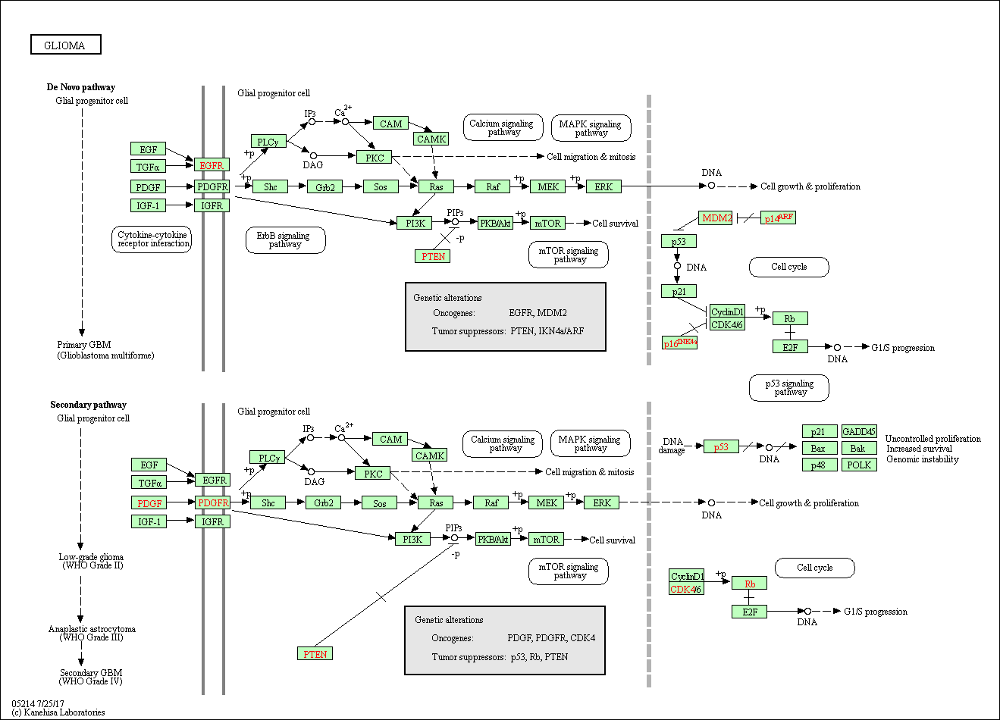 GLIOMA
De Novo pathway
Glial progenitor cell
Primary GBM
(Glioblastoma multiforme)
Glial progenitor cell
EGF
TGFα
PDGF
IGF-1
EGFR
PDGFR
IGFR
Cytokine-cytokine
receptor interaction
+p
+p
PLCγ
IP3
Ca2+
DAG
CAM
CAMK
PKC
Calcium signaling
pathway
MAPK signaling
pathway
Cell migration & mitosis
Shc
Grb2
Sos
Ras
Raf
+p
MEK
+p
ERK
DNA
Cell growth & proliferation
PI3K
PIP3
-p
PKB/Akt
+p
mTOR
Cell survival
PTEN
ErbB signaling
pathway
mTOR signaling
pathway
Genetic alterations
Oncogenes: EGFR, MDM2
Tumor suppressors: PTEN, IKN4a/ARF
MDM2
p14ARF
p53
DNA
Cell cycle
p21
CyclinD1
CDK4/6
p16INK4a
+p
Rb
E2F
DNA
G1/S progression
p53 signaling
pathway
Secondary pathway
Glial progenitor cell
Low-grade glioma
(WHO Grade II)
Anaplastic astrocytoma
(WHO Grade III)
Secondary GBM
(WHO Grade IV)
Glial progenitor cell
EGF
TGFα
PDGF
IGF-1
EGFR
PDGFR
IGFR
+p
+p
PLCγ
IP3
Ca2+
DAG
CAM
CAMK
PKC
Calcium signaling
pathway
MAPK signaling
pathway
Cell migration & mitosis
Shc
Grb2
Sos
Ras
Raf
+p
MEK
+p
ERK
DNA
Cell growth & proliferation
PI3K
PIP3
-p
PKB/Akt
+p
mTOR
Cell survival
PTEN
mTOR signaling
pathway
Genetic alterations
Oncogenes: PDGF, PDGFR, CDK4
Tumor suppressors: p53, Rb, PTEN
DNA
damage
p53
DNA
p21
GADD45
Bax
Bak
p48
POLK
Uncontrolled proliferation
Increased survival
Genomic instability
CyclinD1
CDK4/6
+p
Rb
Cell cycle
E2F
DNA
G1/S progression
05214 7/25/17
(c) Kanehisa Laboratories